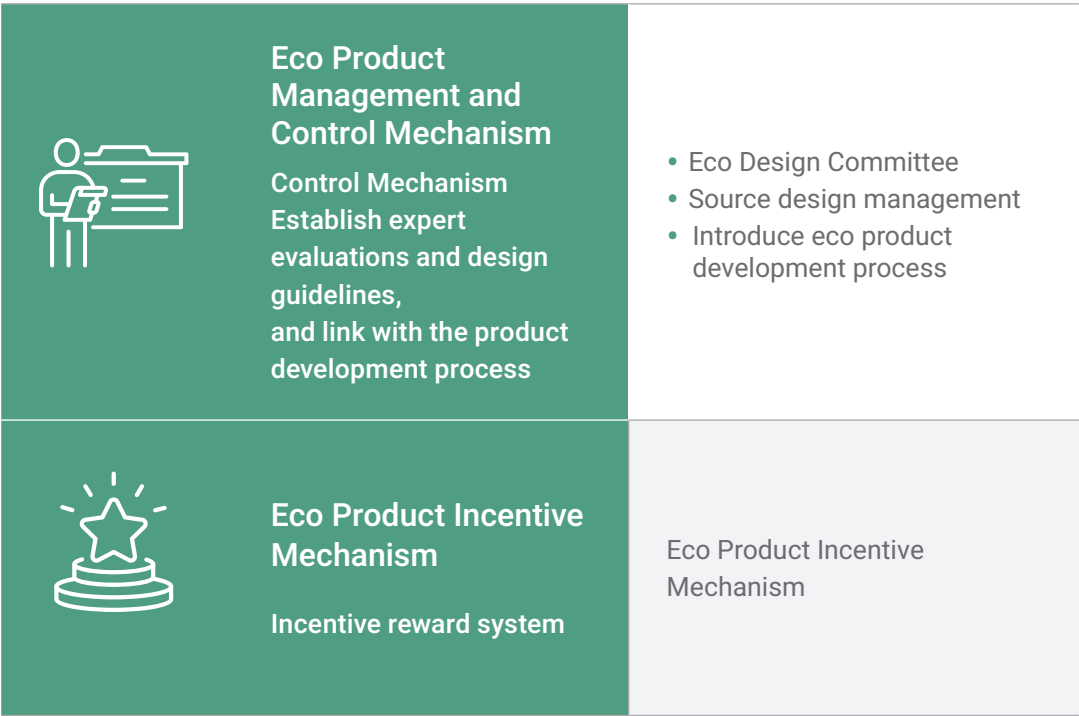 Eco Product
Management and
Control Mechanism
Control Mechanism
Establish expert
evaluations and design
guidelines,
and link with the product
development process
• Eco Design Committee
• Source design management
• Introduce eco product
development process
Eco Product Incentive
Mechanism
Incentive reward system
Eco Product Incentive
Mechanism